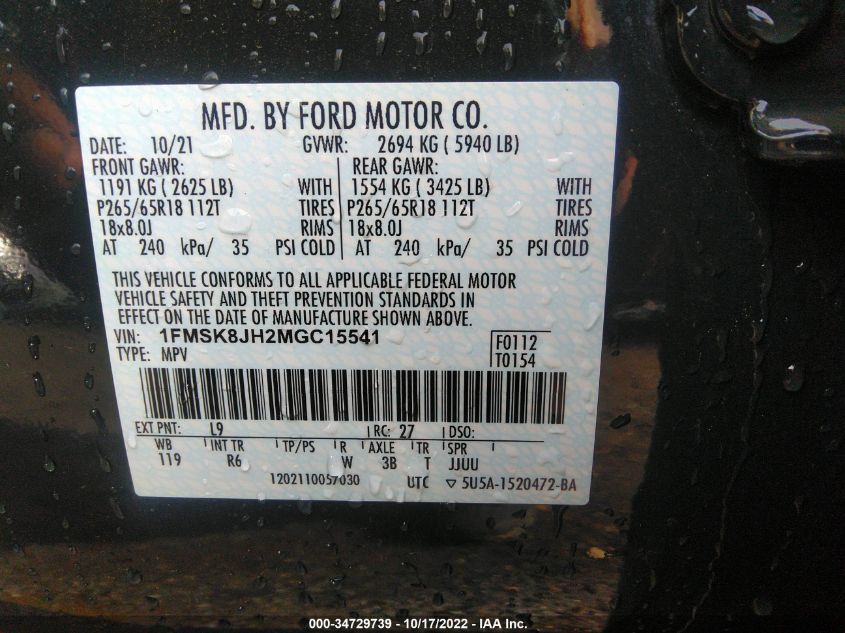 MFD. BY FORD MOTOR CO.
DATE: 10/21 GVWR: 2694 KG ( 5940 LB)
FRONT GAWR: REAR GAWR:
1191 KG ( 2625 LB) WITH 1554 KG ( 3425 LB) WITH
P265/65R18 112T TIRES P265/65R18 112T TIRES
18x8.0J RIMS 18x8.0J RIMS
AT 240 kPa/ 35 PSI COLD AT 240 kPa/ 35 PSI COLD
THIS VEHICLE CONFORMS TO ALL APPLICABLE FEDERAL MOTOR
VEHICLE SAFETY AND THEFT PREVENTION STANDARDS IN
EFFECT ON THE DATE OF MANUFACTURE SHOWN ABOVE.
VIN: 1FMSK8JH2MGC15541 F0112
TYPE: MPV T0154
EXT PNT: L9 RC: 27 DSO:
WB INT TR TP/PS R AXLE TR SPR
119 R6 W 3B T JJUU
1202110057030 UTC ▽ 5U5A-1520472-BA
000-34729739 - 10/17/2022 - IAA Inc.